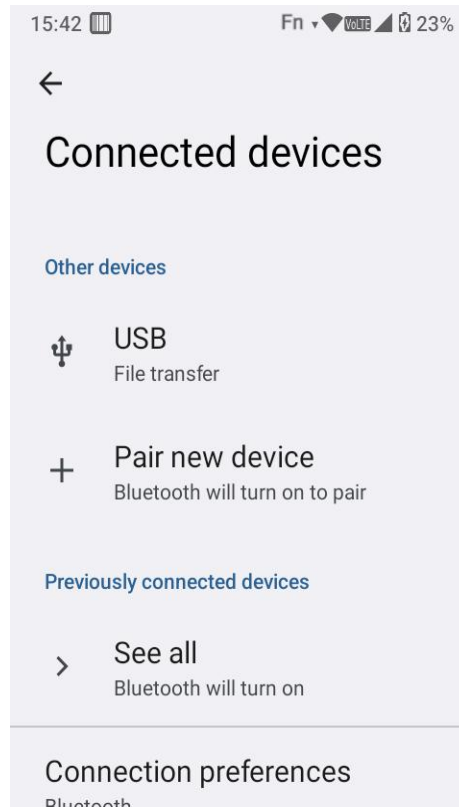 15:42 Fn VoLTE 23%
Connected devices
Other devices
USB
File transfer
Pair new device
Bluetooth will turn on to pair
Previously connected devices
See all
Bluetooth will turn on
Connection preferences
Bluetooth